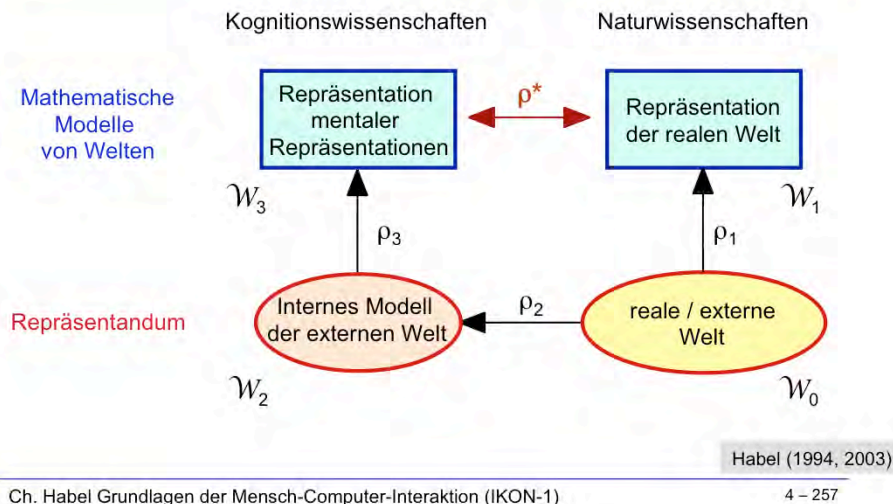 Kognitionswissenschaften
Naturwissenschaften
Mathematische
Modelle
von Welten
Repräsentation
mentaler
Repräsentationen
ρ*
Repräsentation
der realen Welt
𝒲3
𝒲1
ρ3
ρ1
Repräsentandum
Internes Modell
der externen Welt
ρ2
reale / externe
Welt
𝒲2
𝒲0
Habel (1994, 2003)
Ch. Habel Grundlagen der Mensch-Computer-Interaktion (IKON-1)
4 – 257